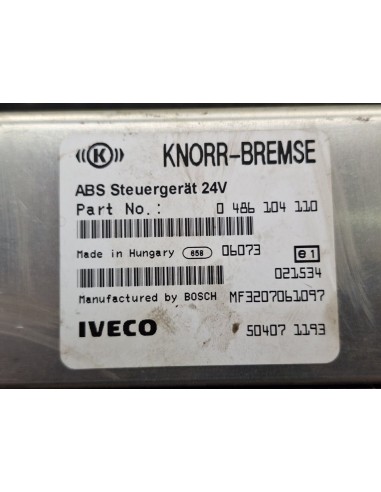 K KNORR-BREMSE
ABS Steuergerät 24V
Part No.: 0 486 104 110
Made in Hungary 658 06073 e1
021534
Manufactured by BOSCH MF3207061097
IVECO 50407 1193